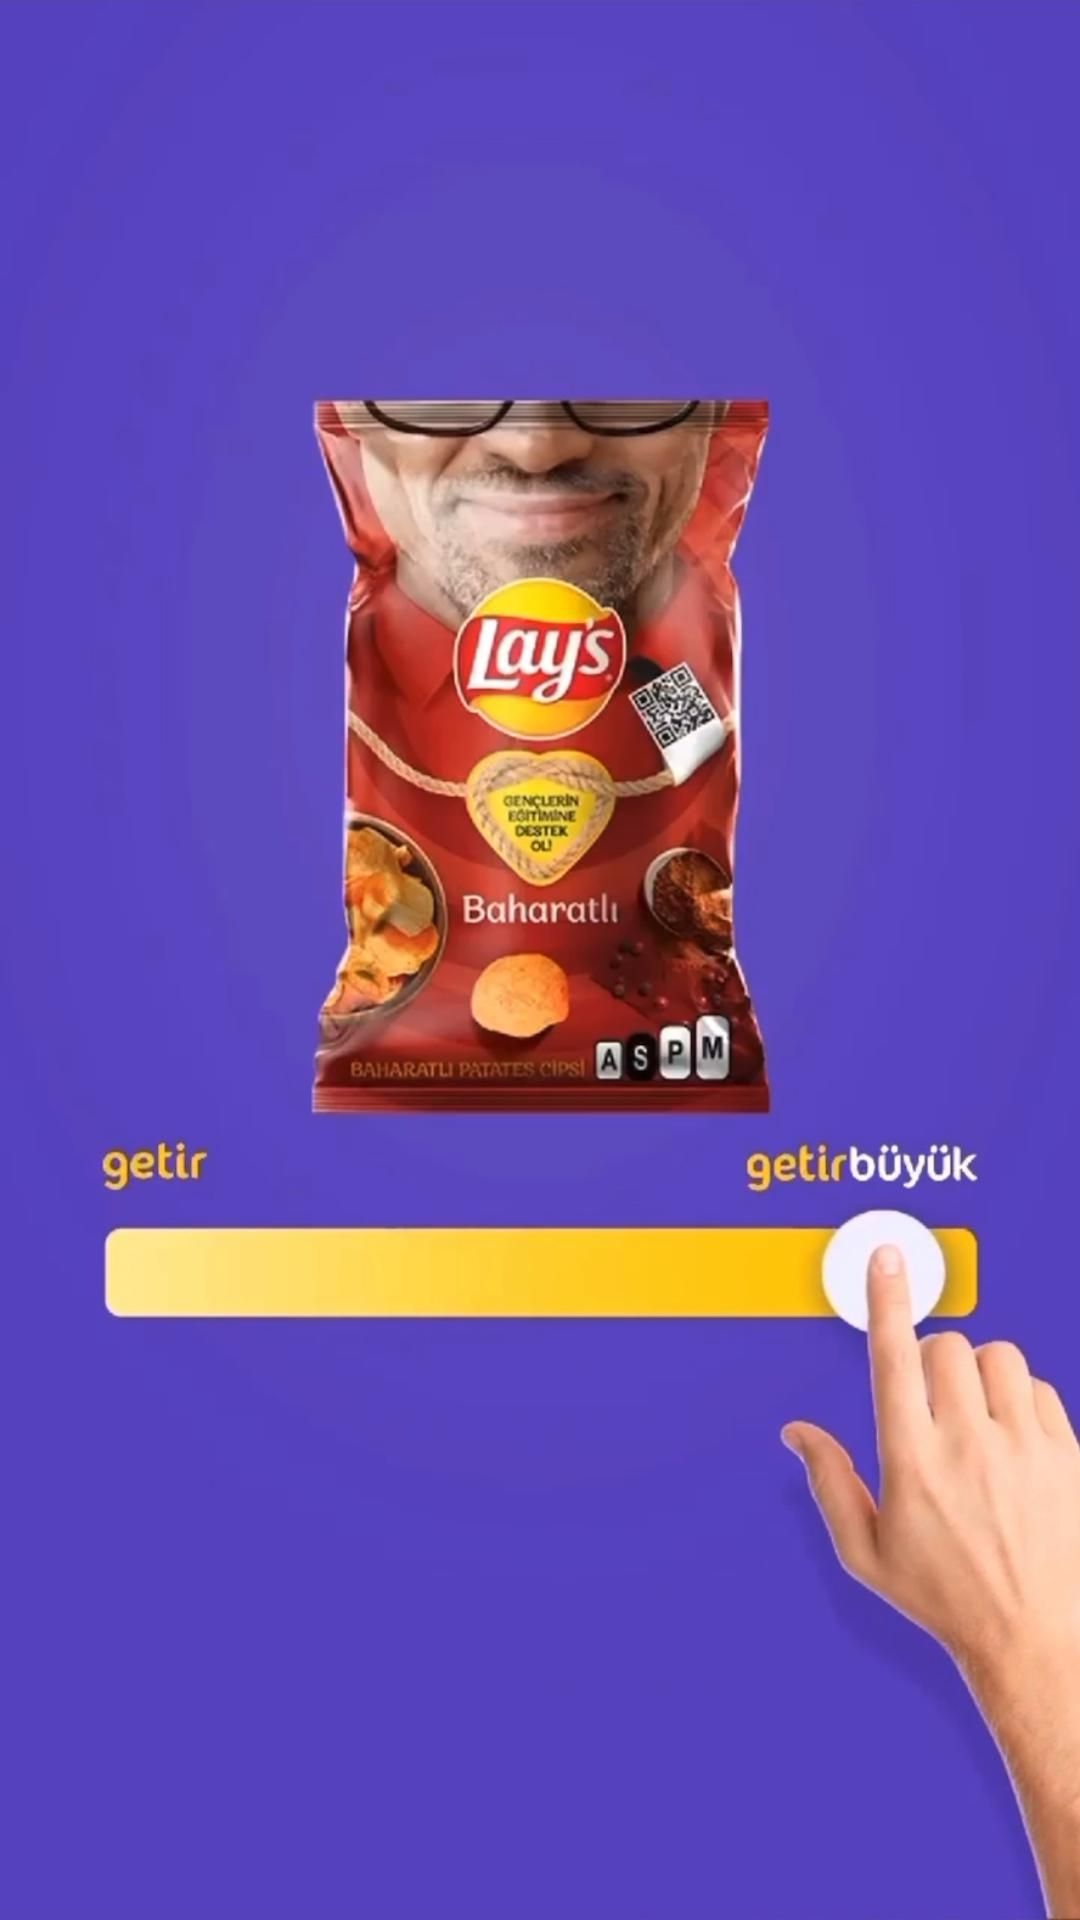 Lay's
GENÇLERİN
EĞİTİMİNE
DESTEK
OL!
Baharatlı
BAHARATLI PATATES CİPSİ A S P M
getir
getirbüyük